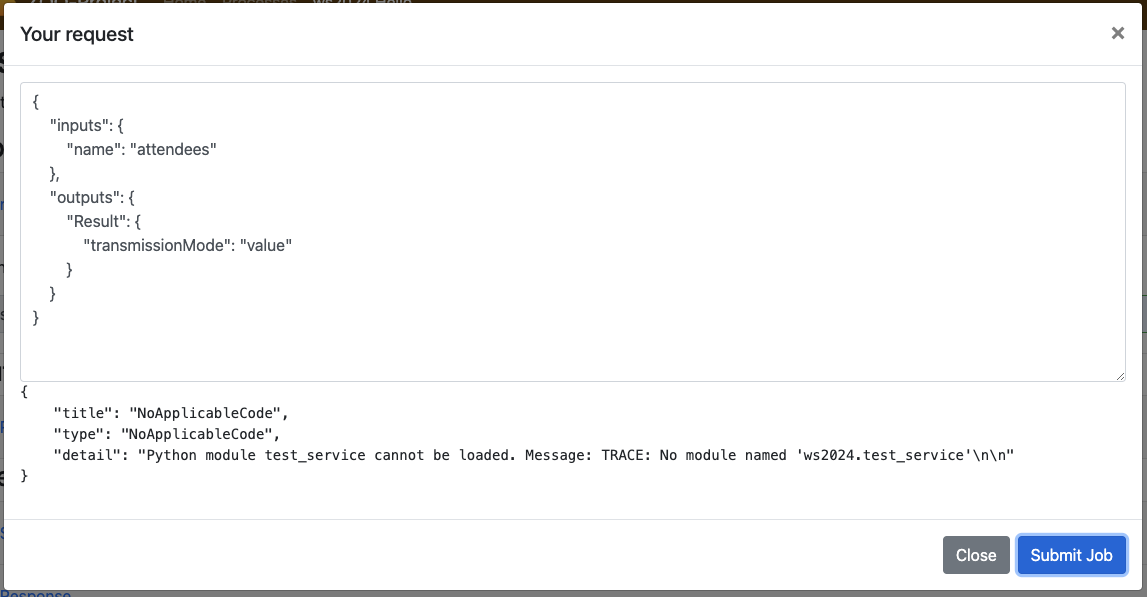 Your request
×
{
"inputs": {
"name": "attendees"
},
"outputs": {
"Result": {
"transmissionMode": "value"
}
}
}
{
"title": "NoApplicableCode",
"type": "NoApplicableCode",
"detail": "Python module test_service cannot be loaded. Message: TRACE: No module named 'ws2024.test_service'\n\n"
}
Close Submit Job
Response